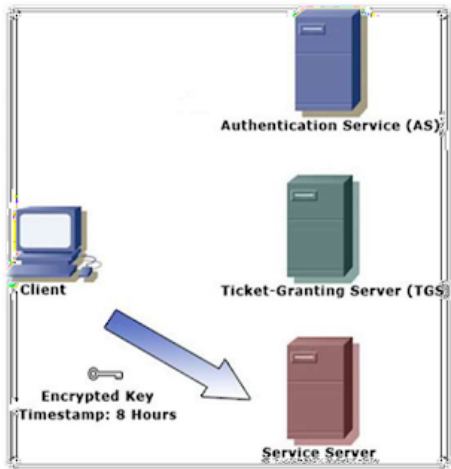 Authentication Service (AS)
Client
Ticket-Granting Server (TGS)
Encrypted Key
Timestamp: 8 Hours
Service Server